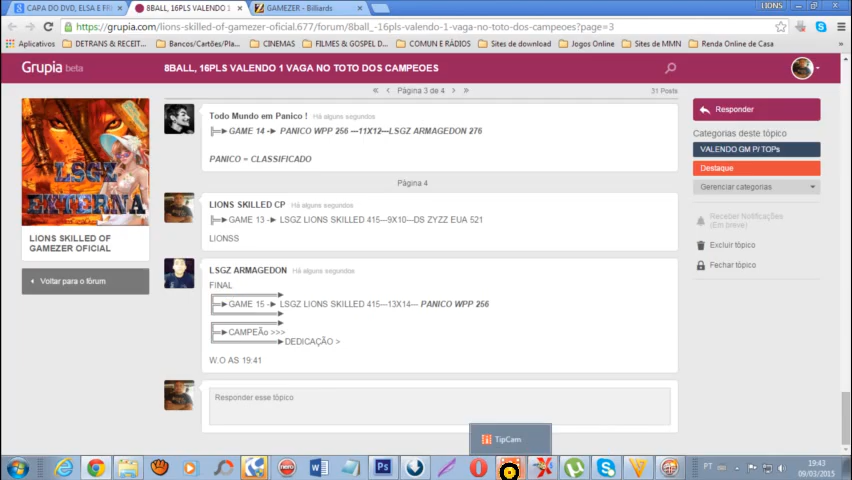 CAPA DO DVD, ELSA E FR
8BALL, 16PLS VALENDO 1
GAMEZER - Billiards
LIONS
https://grupia.com/lions-skilled-of-gamezer-oficial.677/forum/8ball_-16pls-valendo-1-vaga-no-toto-dos-campeoes?page=3
Aplicativos
DETRANS & RECEIT...
Bancos/Cartões/Pla...
CINEMAS
FILMES & GOSPEL D...
COMUN E RÁDIOS
Sites de download
Jogos Online
Sites de MMN
Renda Online de Casa
Grupia beta
8BALL, 16PLS VALENDO 1 VAGA NO TOTO DOS CAMPEOES
« ‹ Página 3 de 4 › »
31 Posts
LSGZ
EXTERNA
LIONS SKILLED OF
GAMEZER OFICIAL
Voltar para o fórum
Todo Mundo em Panico ! Há alguns segundos
╠═►GAME 14 -► PANICO WPP 256 ---11X12---LSGZ ARMAGEDON 276
PANICO = CLASSIFICADO
Página 4
LIONS SKILLED CP Há alguns segundos
╠═►GAME 13 -► LSGZ LIONS SKILLED 415---9X10---DS ZYZZ EUA 521
LIONSS
LSGZ ARMAGEDON Há alguns segundos
FINAL
╔════════►
╠═►GAME 15 -► LSGZ LIONS SKILLED 415---13X14--- PANICO WPP 256
╚════════►
╔════════►
╠═►CAMPEÃo >>>
╚════════►DEDICAÇÃO >
W.O AS 19:41
Responder esse tópico
Responder
Categorias deste tópico
VALENDO GM P/ TOPs
Destaque
Gerenciar categorias
Receber Notificações
(Em breve)
Excluir tópico
Fechar tópico
TipCam
nero
Ps
PT
19:43
09/03/2015